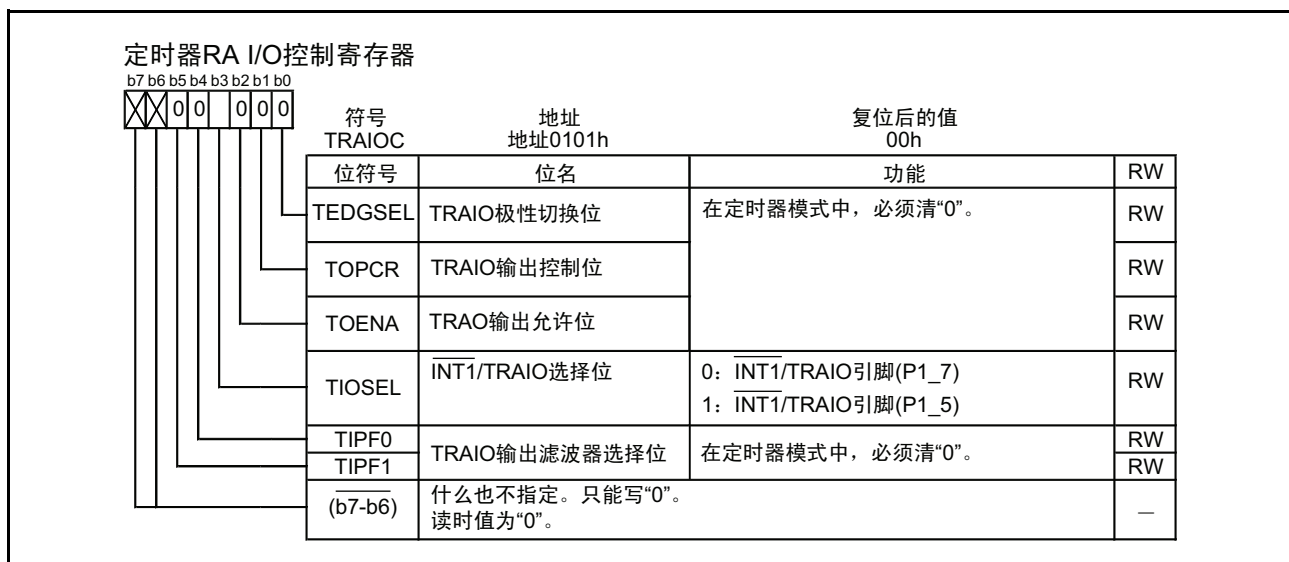 定时器RA I/O控制寄存器
b7 b6 b5 b4 b3 b2 b1 b0
0 0 0 0 0
符号 地址 复位后的值
TRAIOC 地址0101h 00h
位符号 位名 功能 RW
TEDGSEL TRAIO极性切换位 在定时器模式中，必须清“0”。 RW
TOPCR TRAIO输出控制位 RW
TOENA TRAO输出允许位 RW
TIOSEL INT1/TRAIO选择位 0：INT1/TRAIO引脚(P1_7) RW
1：INT1/TRAIO引脚(P1_5)
TIPF0 TRAIO输出滤波器选择位 在定时器模式中，必须清“0”。 RW
TIPF1 RW
(b7-b6) 什么也不指定。只能写“0”。 —
读时值为“0”。